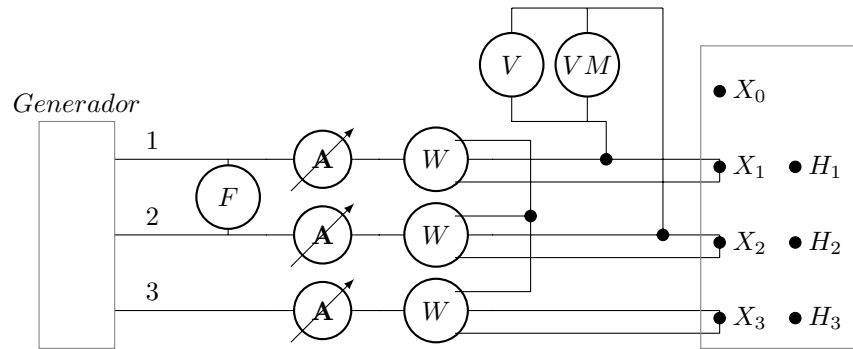 V VM
Generador
X₀
1 A W X₁ H₁
F
2 A W X₂ H₂
3 A W X₃ H₃